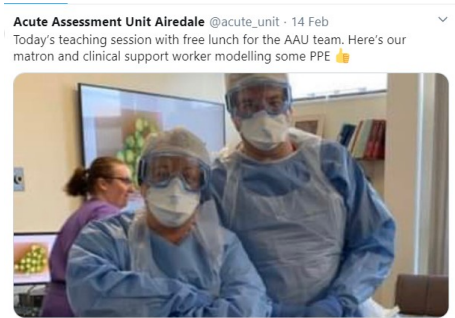 Acute Assessment Unit Airedale @acute_unit · 14 Feb
Today's teaching session with free lunch for the AAU team. Here's our
matron and clinical support worker modelling some PPE 👍